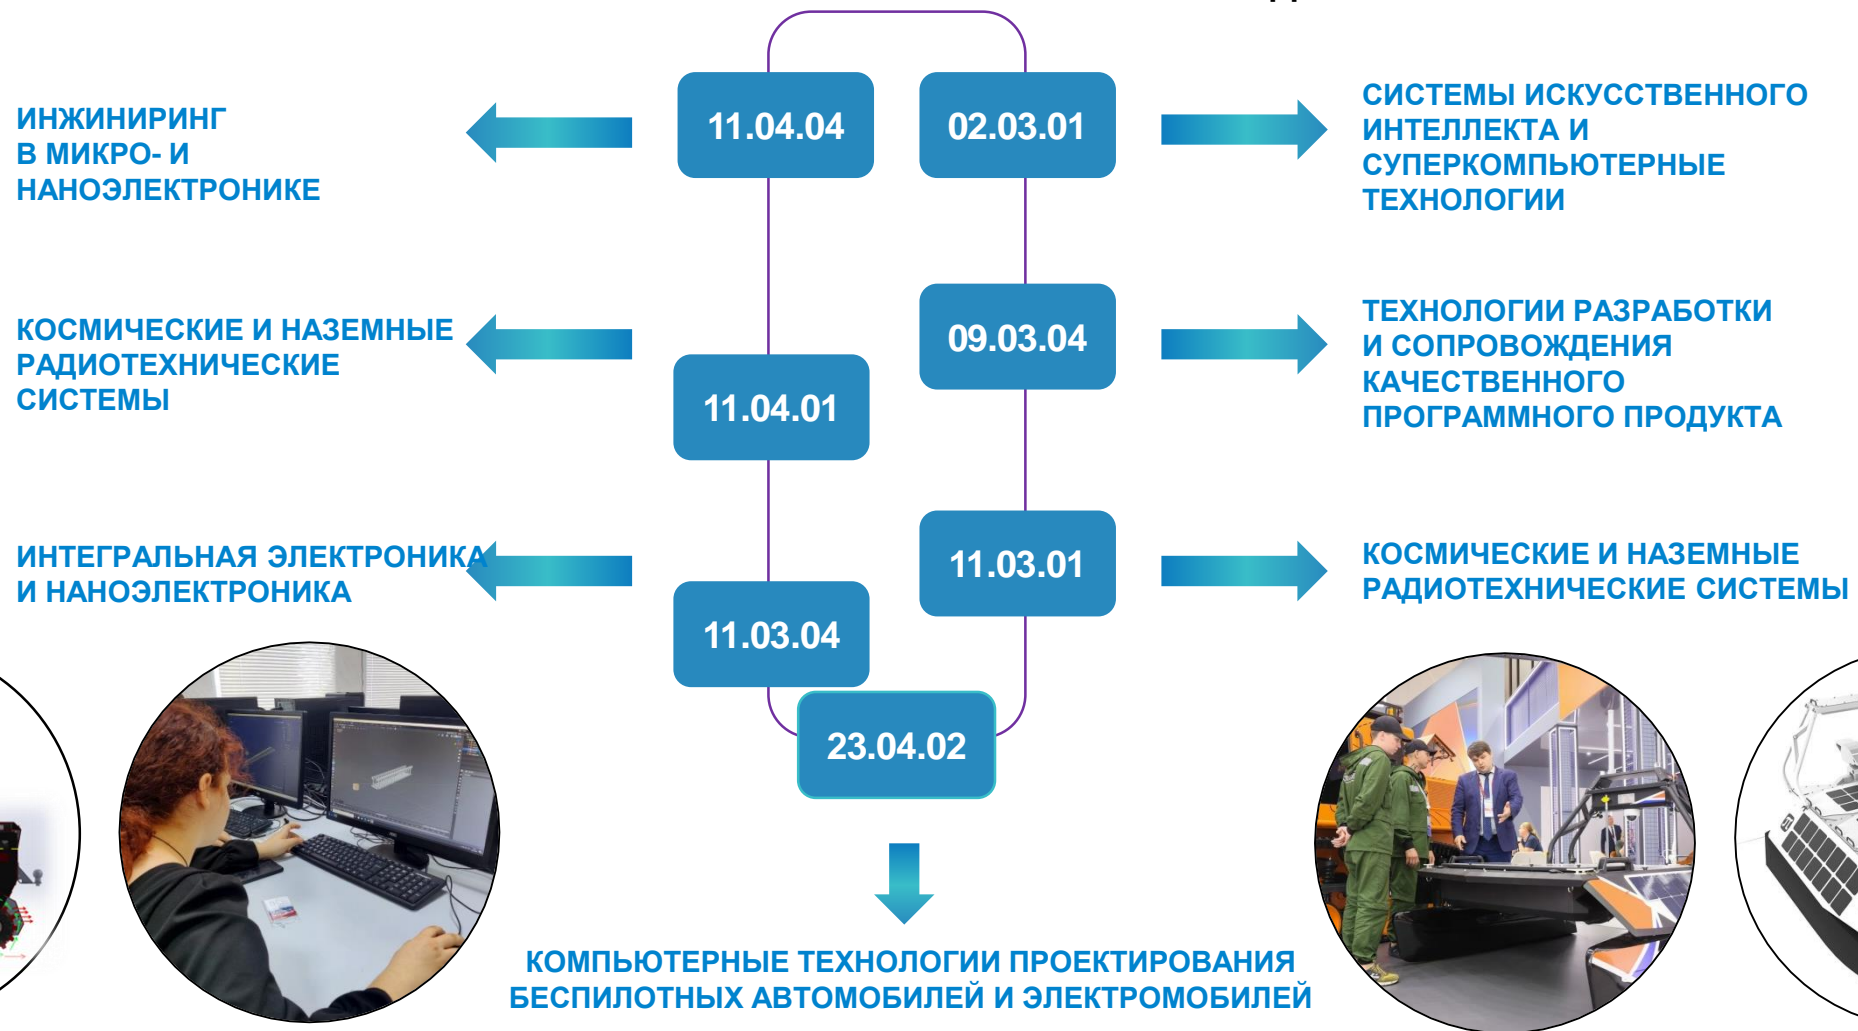 11.04.04
02.03.01
ИНЖИНИРИНГ
В МИКРО- И
НАНОЭЛЕКТРОНИКЕ
СИСТЕМЫ ИСКУССТВЕННОГО
ИНТЕЛЛЕКТА И
СУПЕРКОМПЬЮТЕРНЫЕ
ТЕХНОЛОГИИ
КОСМИЧЕСКИЕ И НАЗЕМНЫЕ
РАДИОТЕХНИЧЕСКИЕ
СИСТЕМЫ
11.04.01
09.03.04
ТЕХНОЛОГИИ РАЗРАБОТКИ
И СОПРОВОЖДЕНИЯ
КАЧЕСТВЕННОГО
ПРОГРАММНОГО ПРОДУКТА
ИНТЕГРАЛЬНАЯ ЭЛЕКТРОНИКА
И НАНОЭЛЕКТРОНИКА
11.03.04
11.03.01
КОСМИЧЕСКИЕ И НАЗЕМНЫЕ
РАДИОТЕХНИЧЕСКИЕ СИСТЕМЫ
23.04.02
КОМПЬЮТЕРНЫЕ ТЕХНОЛОГИИ ПРОЕКТИРОВАНИЯ
БЕСПИЛОТНЫХ АВТОМОБИЛЕЙ И ЭЛЕКТРОМОБИЛЕЙ